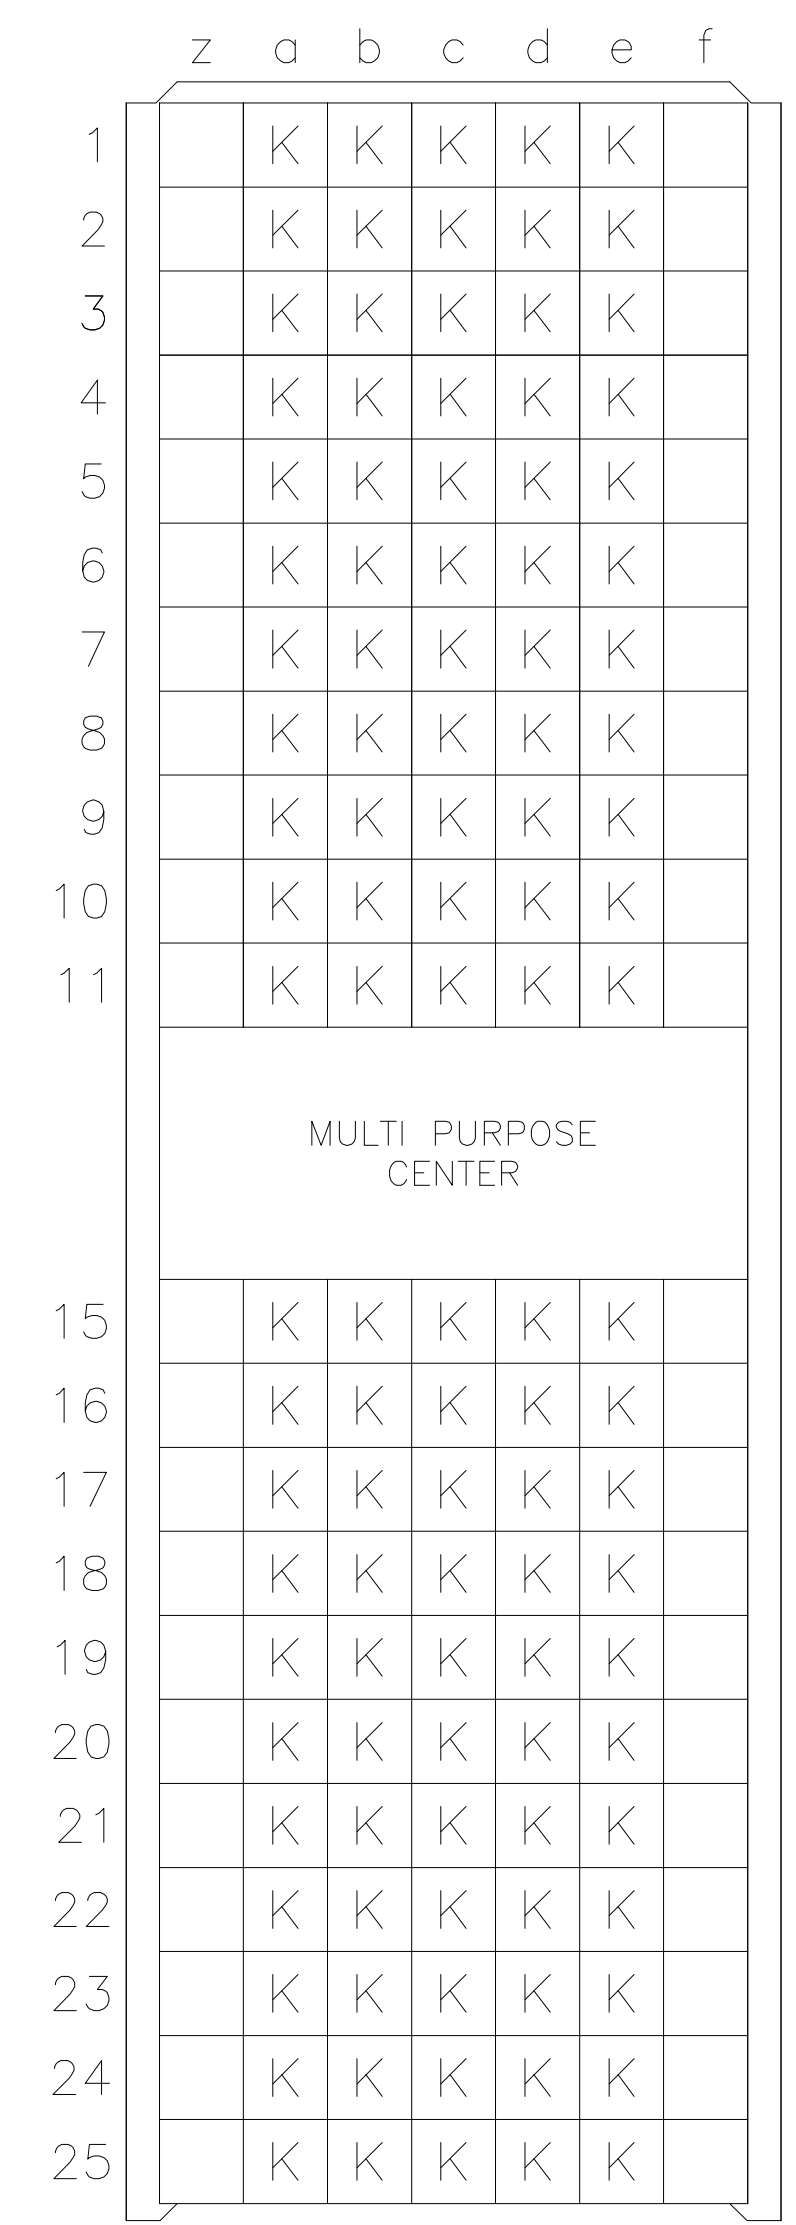 z a b c d e f
1 K K K K K
2 K K K K K
3 K K K K K
4 K K K K K
5 K K K K K
6 K K K K K
7 K K K K K
8 K K K K K
9 K K K K K
10 K K K K K
11 K K K K K
MULTI PURPOSE
CENTER
15 K K K K K
16 K K K K K
17 K K K K K
18 K K K K K
19 K K K K K
20 K K K K K
21 K K K K K
22 K K K K K
23 K K K K K
24 K K K K K
25 K K K K K